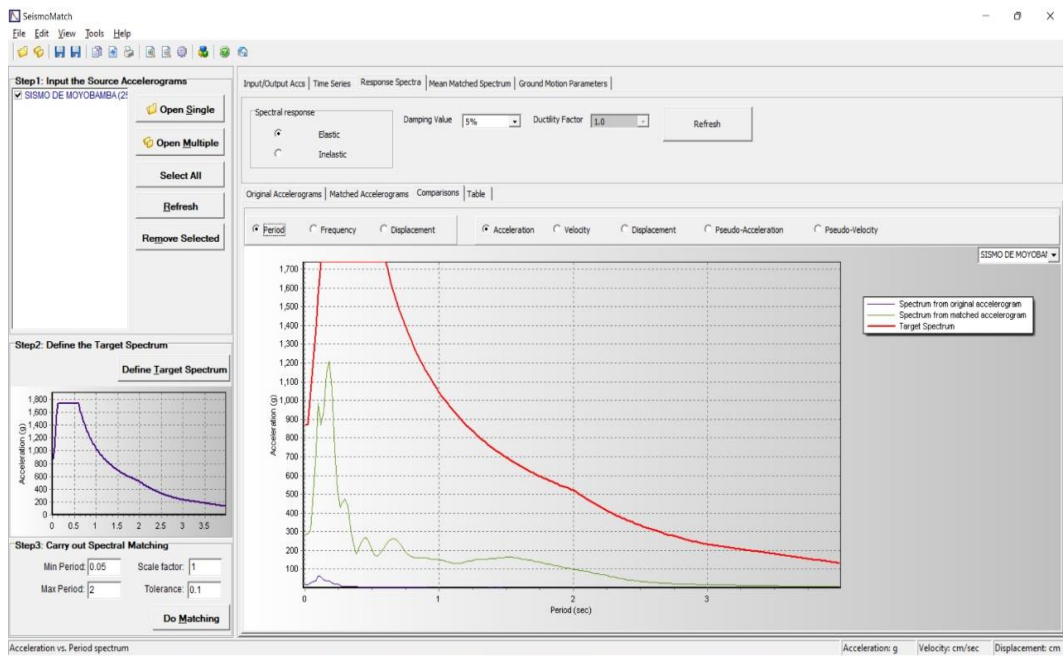 SeismoMatch
File Edit View Tools Help
Step1: Input the Source Accelerograms
SISMO DE MOYOBAMBA (25
Open Single
Open Multiple
Select All
Refresh
Remove Selected
Step2: Define the Target Spectrum
Define Target Spectrum
1,800
1,600
1,400
1,200
1,000
800
600
400
200
0
Acceleration (g)
0 0.5 1 1.5 2 2.5 3 3.5
Step3: Carry out Spectral Matching
Min Period: 0.05 Scale factor: 1
Max Period: 2 Tolerance: 0.1
Do Matching
Input/Output Accs Time Series Response Spectra Mean Matched Spectrum Ground Motion Parameters
Spectral response
Elastic
Inelastic
Damping Value 5% Ductility Factor 1.0 Refresh
Original Accelerograms Matched Accelerograms Comparisons Table
Period Frequency Displacement Acceleration Velocity Displacement Pseudo-Acceleration Pseudo-Velocity
SISMO DE MOYOBAM
1,700
1,600
1,500
1,400
1,300
1,200
1,100
1,000
900
800
700
600
500
400
300
200
100
Acceleration (g)
0 1 2 3
Period (sec)
Spectrum from original accelerogram
Spectrum from matched accelerogram
Target Spectrum
Acceleration vs. Period spectrum Acceleration: g Velocity: cm/sec Displacement: cm